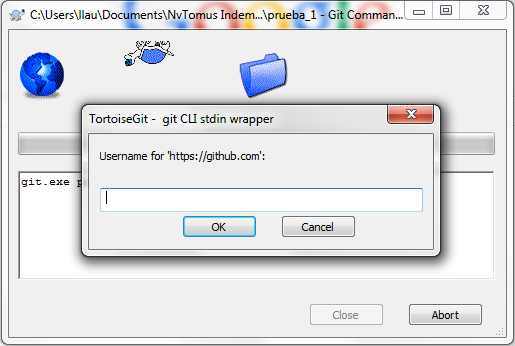 C:\Users\llau\Documents\NvTomus Indem...\prueba_1 - Git Comman...
TortoiseGit - git CLI stdin wrapper
Username for 'https://github.com':
OK Cancel
git.exe
Close Abort